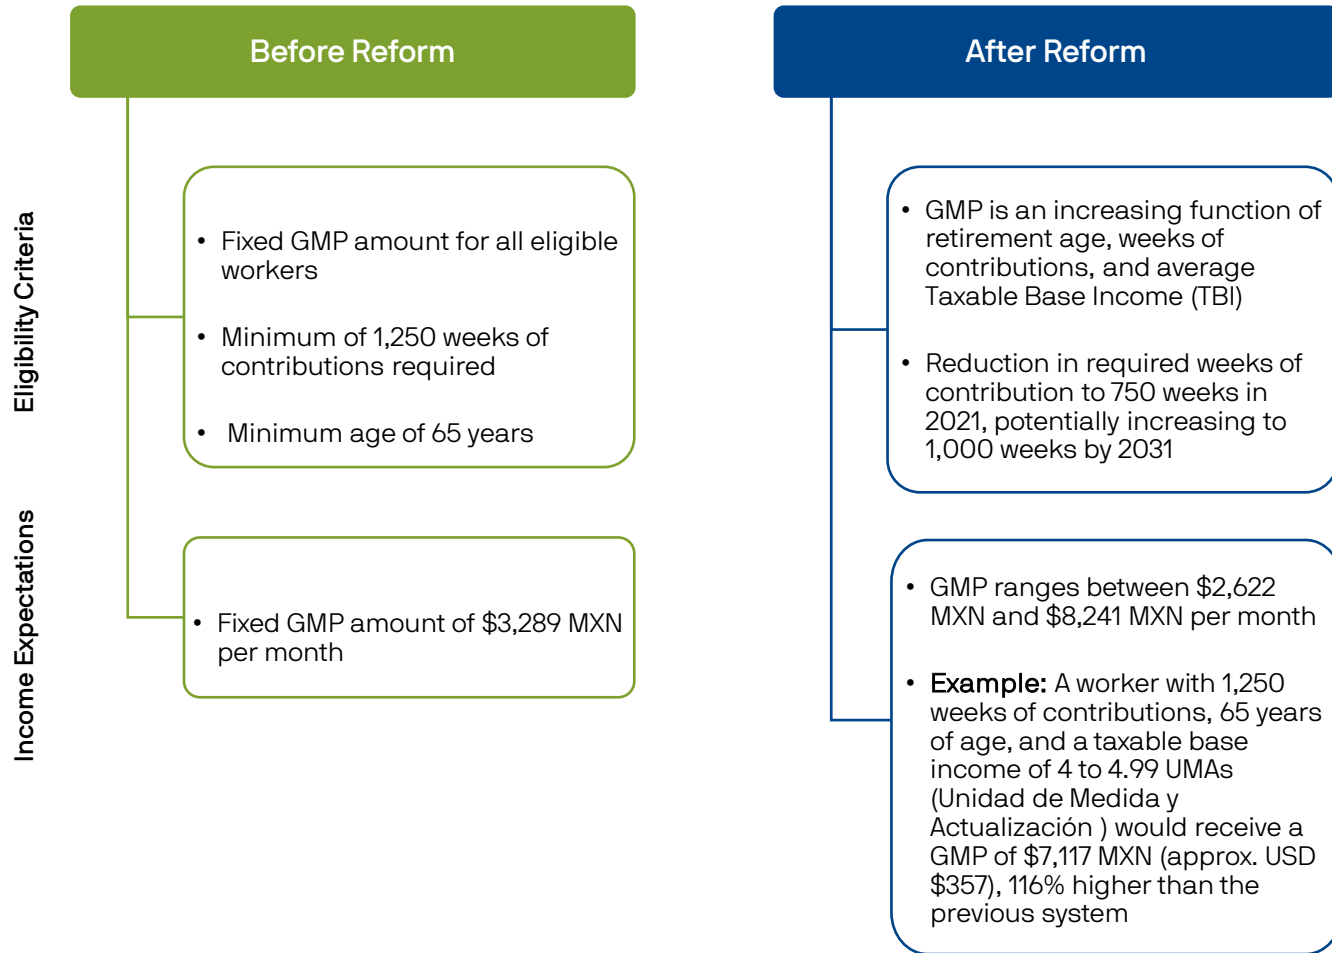 Before Reform
After Reform
Eligibility Criteria
• Fixed GMP amount for all eligible
workers
• Minimum of 1,250 weeks of
contributions required
• Minimum age of 65 years
• GMP is an increasing function of
retirement age, weeks of
contributions, and average
Taxable Base Income (TBI)
• Reduction in required weeks of
contribution to 750 weeks in
2021, potentially increasing to
1,000 weeks by 2031
Income Expectations
• Fixed GMP amount of $3,289 MXN
per month
• GMP ranges between $2,622
MXN and $8,241 MXN per month
• Example: A worker with 1,250
weeks of contributions, 65 years
of age, and a taxable base
income of 4 to 4.99 UMAs
(Unidad de Medida y
Actualización ) would receive a
GMP of $7,117 MXN (approx. USD
$357), 116% higher than the
previous system